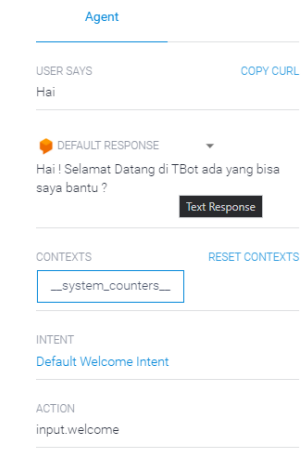 Agent
USER SAYS COPY CURL
Hai
DEFAULT RESPONSE
Hai ! Selamat Datang di TBot ada yang bisa
saya bantu ?
Text Response
CONTEXTS RESET CONTEXTS
__system_counters__
INTENT
Default Welcome Intent
ACTION
input.welcome